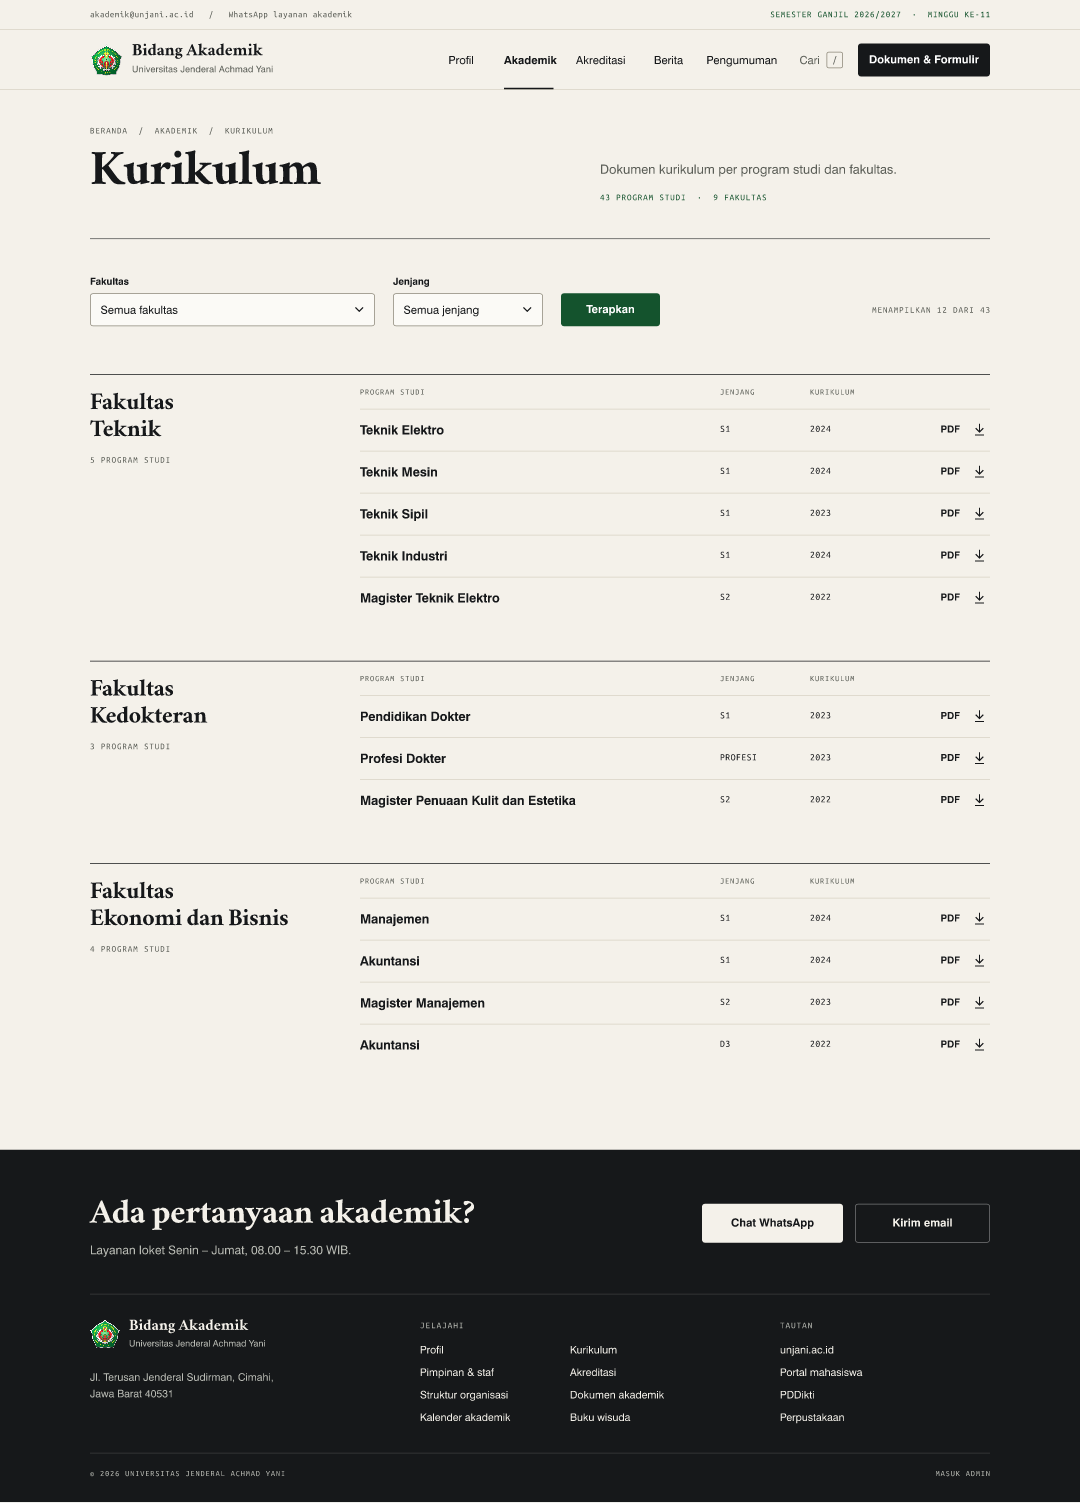 akademik@unjani.ac.id / WhatsApp layanan akademik SEMESTER GANJIL 2026/2027 · MINGGU KE-11
Bidang Akademik
Universitas Jenderal Achmad Yani
Profil Akademik Akreditasi Berita Pengumuman Cari / Dokumen & Formulir
BERANDA / AKADEMIK / KURIKULUM
Kurikulum
Dokumen kurikulum per program studi dan fakultas.
43 PROGRAM STUDI · 9 FAKULTAS
Fakultas Jenjang
Semua fakultas Semua jenjang Terapkan MENAMPILKAN 12 DARI 43
Fakultas
Teknik
5 PROGRAM STUDI
PROGRAM STUDI JENJANG KURIKULUM
Teknik Elektro S1 2024 PDF
Teknik Mesin S1 2024 PDF
Teknik Sipil S1 2023 PDF
Teknik Industri S1 2024 PDF
Magister Teknik Elektro S2 2022 PDF
Fakultas
Kedokteran
3 PROGRAM STUDI
PROGRAM STUDI JENJANG KURIKULUM
Pendidikan Dokter S1 2023 PDF
Profesi Dokter PROFESI 2023 PDF
Magister Penuaan Kulit dan Estetika S2 2022 PDF
Fakultas
Ekonomi dan Bisnis
4 PROGRAM STUDI
PROGRAM STUDI JENJANG KURIKULUM
Manajemen S1 2024 PDF
Akuntansi S1 2024 PDF
Magister Manajemen S2 2023 PDF
Akuntansi D3 2022 PDF
Ada pertanyaan akademik?
Layanan loket Senin – Jumat, 08.00 – 15.30 WIB.
Chat WhatsApp Kirim email
Bidang Akademik
Universitas Jenderal Achmad Yani
Jl. Terusan Jenderal Sudirman, Cimahi,
Jawa Barat 40531
JELAJAHI
Profil Kurikulum
Pimpinan & staf Akreditasi
Struktur organisasi Dokumen akademik
Kalender akademik Buku wisuda
TAUTAN
unjani.ac.id
Portal mahasiswa
PDDikti
Perpustakaan
© 2026 UNIVERSITAS JENDERAL ACHMAD YANI MASUK ADMIN